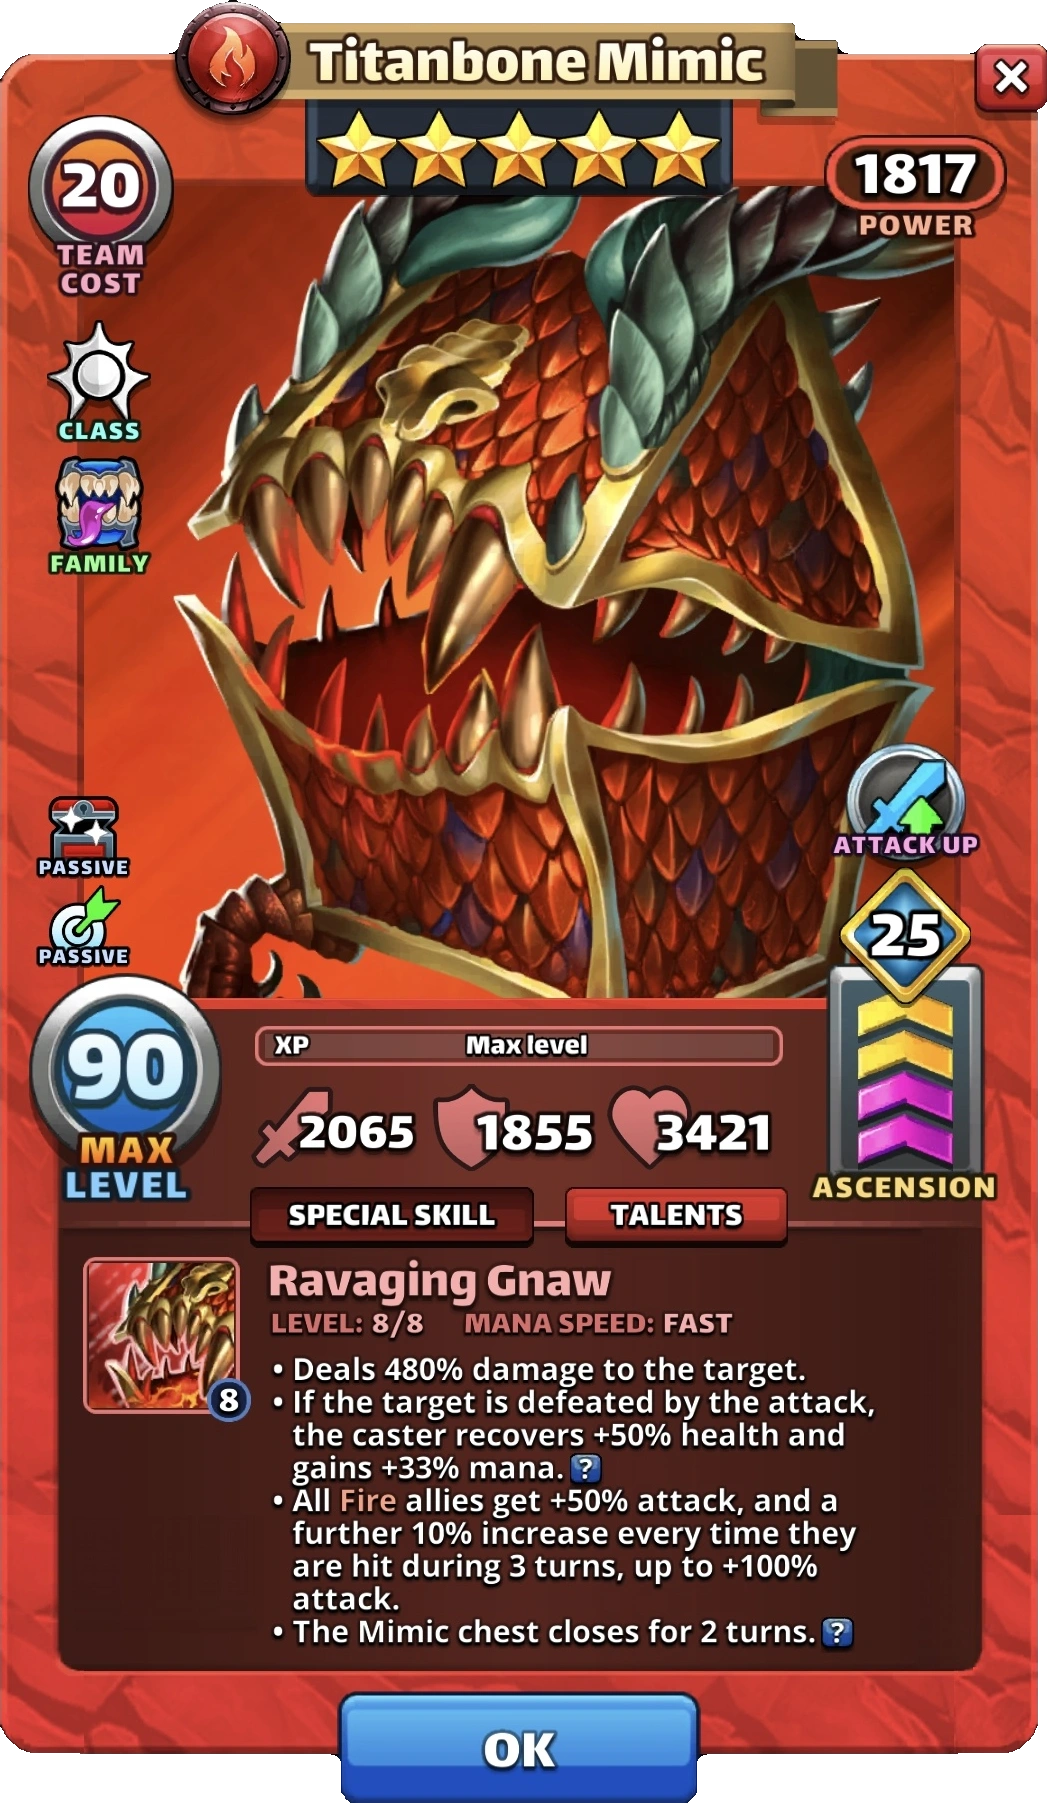 Titanbone Mimic
20
TEAM
COST
1817
POWER
CLASS
FAMILY
PASSIVE
PASSIVE
ATTACK UP
25
90
MAX
LEVEL
XP Max level
2065 1855 3421
ASCENSION
SPECIAL SKILL TALENTS
Ravaging Gnaw
LEVEL: 8/8 MANA SPEED: FAST
8
• Deals 480% damage to the target.
• If the target is defeated by the attack,
the caster recovers +50% health and
gains +33% mana. ?
• All Fire allies get +50% attack, and a
further 10% increase every time they
are hit during 3 turns, up to +100%
attack.
• The Mimic chest closes for 2 turns. ?
OK